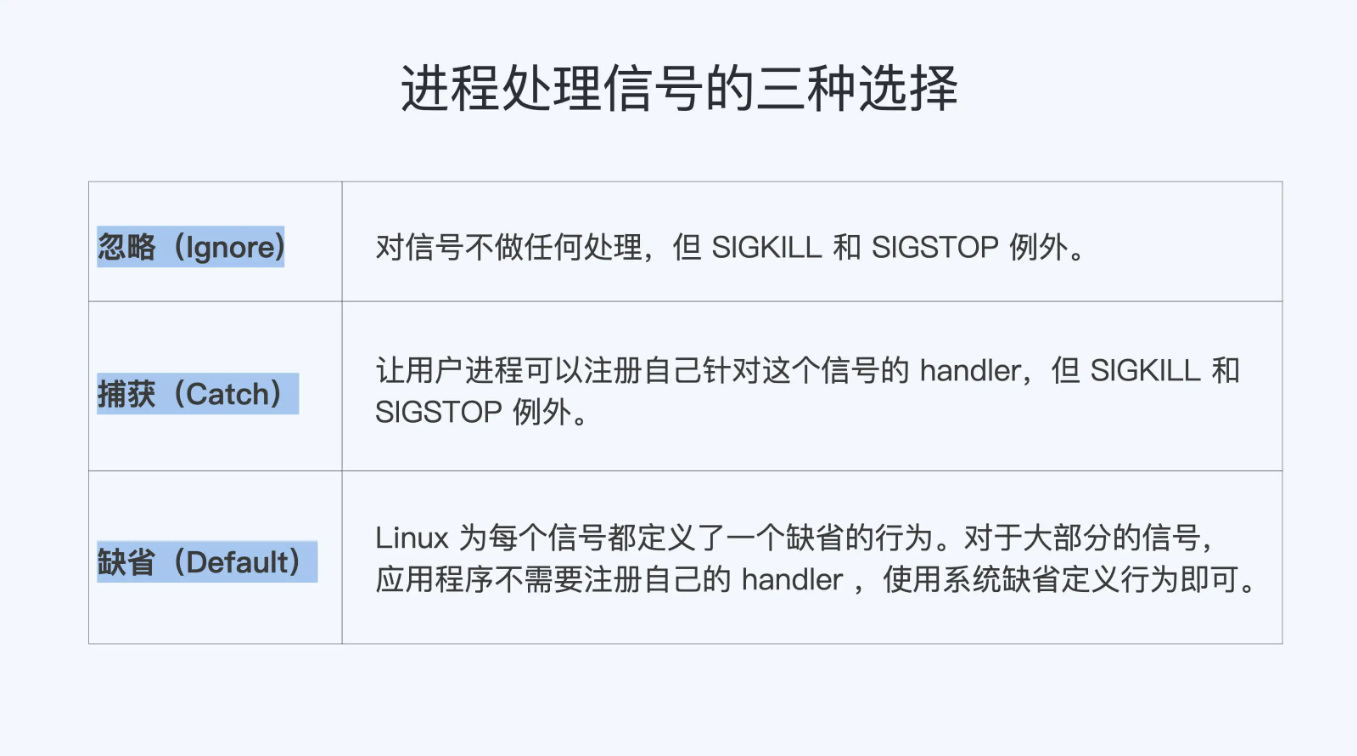 进程处理信号的三种选择
忽略（Ignore)
对信号不做任何处理，但 SIGKILL 和 SIGSTOP 例外。
捕获（Catch）
让用户进程可以注册自己针对这个信号的 handler，但 SIGKILL 和
SIGSTOP 例外。
缺省（Default）
Linux 为每个信号都定义了一个缺省的行为。对于大部分的信号，
应用程序不需要注册自己的 handler ，使用系统缺省定义行为即可。